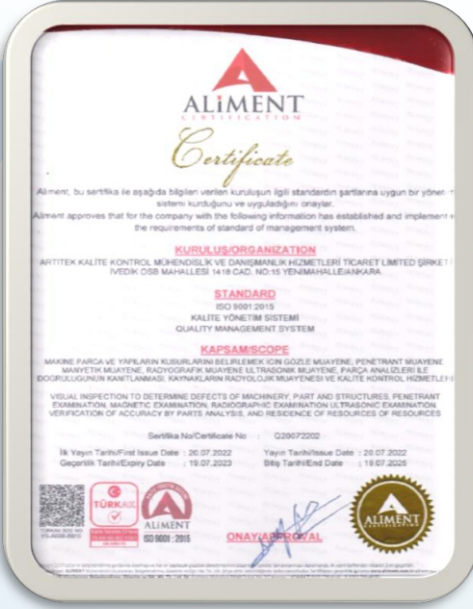 ALİMENT
CERTIFICATION
Certificate
Aliment, bu sertifika ile aşağıda bilgileri verilen kuruluşun ilgili standardın şartlarına uygun bir yönetim
sistemi kurduğunu ve uyguladığını onaylar.
Aliment approves that for the company with the following information has established and implement
the requirements of standard of management system.
KURULUŞ/ORGANIZATION
ARTITEK KALİTE KONTROL MÜHENDİSLİK VE DANIŞMANLIK HİZMETLERİ TİCARET LİMİTED ŞİRKET
İVEDİK OSB MAHALLESİ 1418 CAD. NO:15 YENİMAHALLE/ANKARA
STANDARD
ISO 9001:2015
KALİTE YÖNETİM SİSTEMİ
QUALITY MANAGEMENT SYSTEM
KAPSAM/SCOPE
MAKİNE PARÇA VE YAPILARIN KUSURLARINI BELİRLEMEK İÇİN GÖZLE MUAYENE, PENETRANT MUAYENE
MANYETİK MUAYENE, RADYOGRAFİK MUAYENE ULTRASONİK MUAYENE, PARÇA ANALİZLERİ İLE
DOĞRULUĞUNUN KANITLANMASI, KAYNAKLARIN RADYOLOJİK MUAYENESİ VE KALİTE KONTROL HİZMETLERİ
VISUAL INSPECTION TO DETERMINE DEFECTS OF MACHINERY, PART AND STRUCTURES, PENETRANT
EXAMINATION, MAGNETIC EXAMINATION, RADIOGRAPHIC EXAMINATION ULTRASONIC EXAMINATION,
VERIFICATION OF ACCURACY BY PARTS ANALYSIS, AND RESIDENCE OF RESOURCES OF RESOURCES
Sertifika No/Certificate No : Q20072202
İlk Yayın Tarihi/First Issue Date : 20.07.2022 Yayın Tarihi/Issue Date : 20.07.2022
Geçerlilik Tarihi/Expiry Date : 19.07.2023 Bitiş Tarihi/End Date : 19.07.2025
TÜRKAK
ALİMENT
ISO 9001 : 2015
ONAY/APPROVAL
ALİMENT